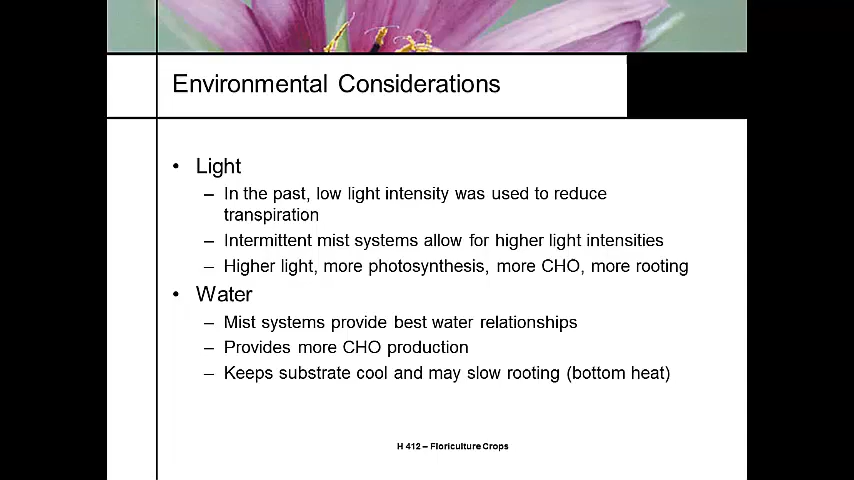 Environmental Considerations
• Light
– In the past, low light intensity was used to reduce
transpiration
– Intermittent mist systems allow for higher light intensities
– Higher light, more photosynthesis, more CHO, more rooting
• Water
– Mist systems provide best water relationships
– Provides more CHO production
– Keeps substrate cool and may slow rooting (bottom heat)
H 412 – Floriculture Crops